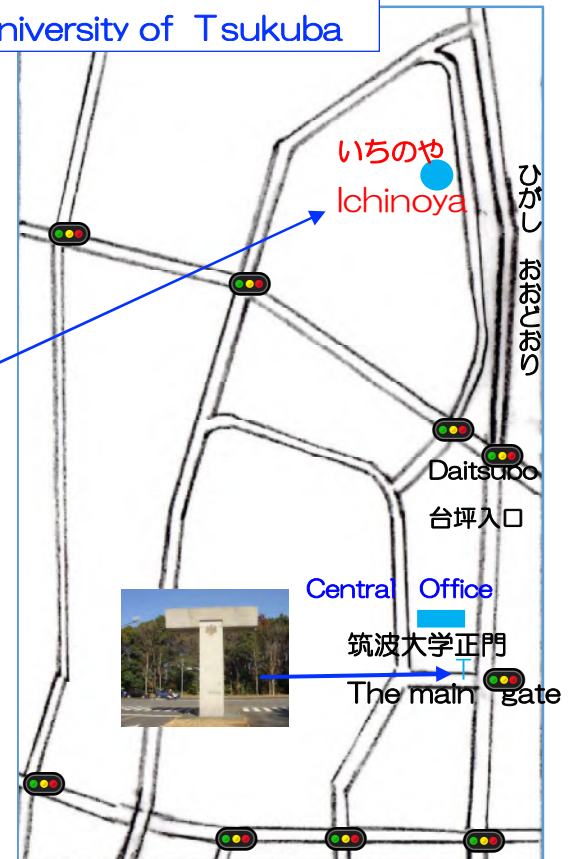 niversity of Tsukuba
いちのや
Ichinoya
ひがし おおどおり
Daitsubo
台坪入口
Central Office
筑波大学正門
T
The main gate